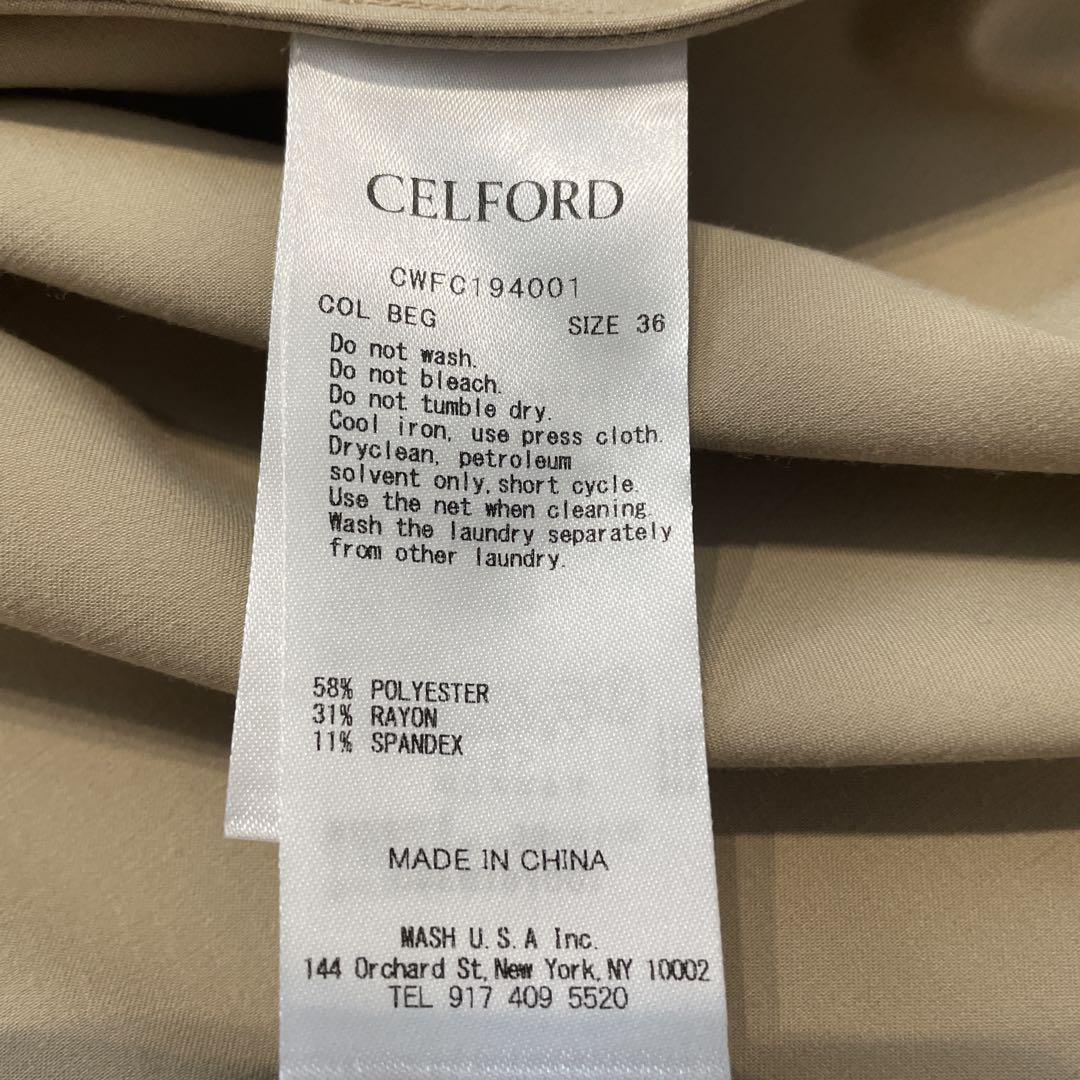 CELFORD
CWFC194001
COL BEG
SIZE 36
Do not wash.
Do not bleach.
Do not tumble dry.
Cool iron, use press cloth.
Dryclean, petroleum
solvent only, short cycle.
Use the net when cleaning.
Wash the laundry separately
from other laundry.
58% POLYESTER
31% RAYON
11% SPANDEX
MADE IN CHINA
MASH U.S.A Inc.
144 Orchard St, New York, NY 10002
TEL 917 409 5520